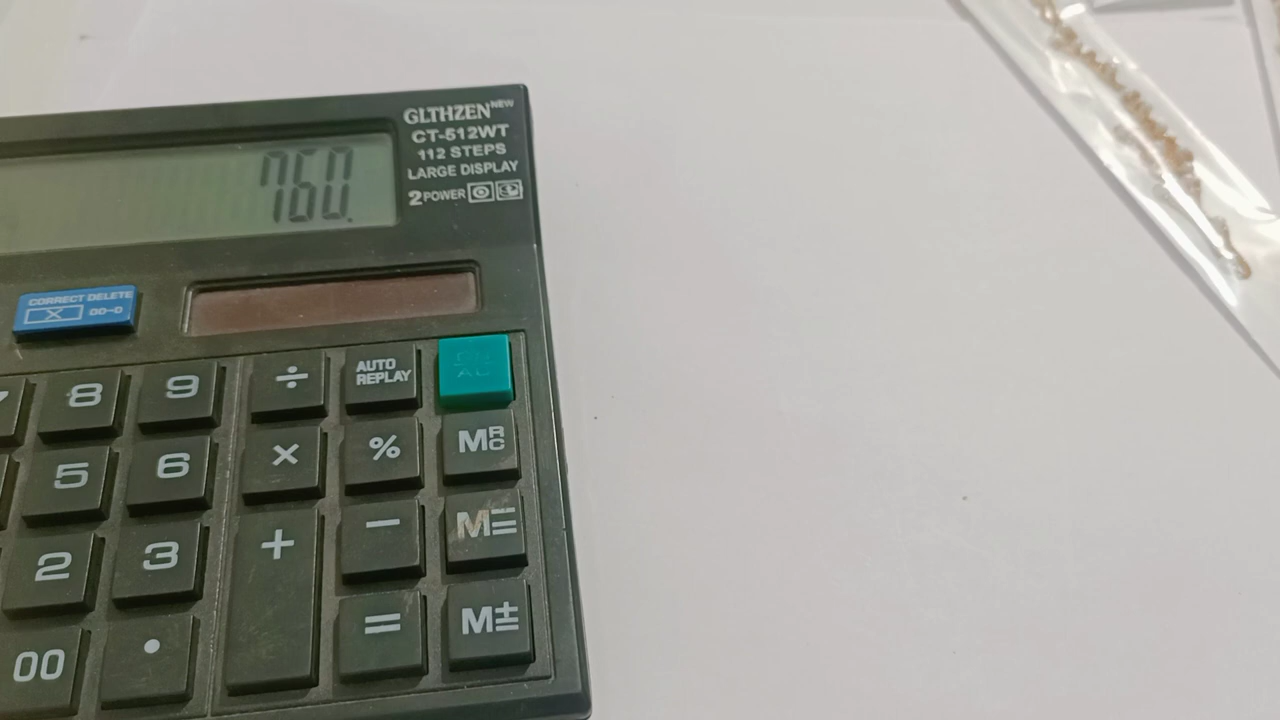 GLTHZEN NEW
CT-512WT
112 STEPS
LARGE DISPLAY
2 POWER
760.
CORRECT DELETE
00→0
8 9 ÷ AUTO REPLAY
AC
5 6 × % MRC
2 3 + − M=
00 . = M±